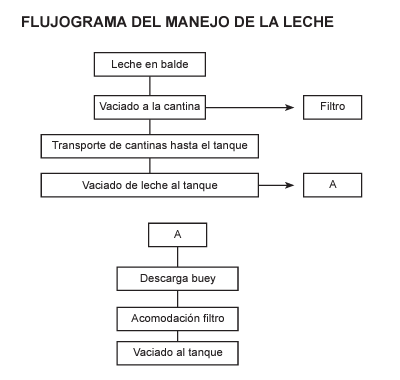 FLUJOGRAMA DEL MANEJO DE LA LECHE
Leche en balde
Vaciado a la cantina
Filtro
Transporte de cantinas hasta el tanque
Vaciado de leche al tanque
A
A
Descarga buey
Acomodación filtro
Vaciado al tanque